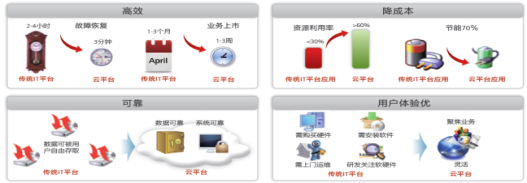 高效
2-4小时
故障恢复
5分钟
传统IT平台
云平台
1-3个月
业务上市
April
1-3周
传统IT平台
云平台
降成本
资源利用率
>60%
<30%
传统IT平台应用
云平台
节能70%
传统IT平台应用
云平台应用
可靠
数据可被用
户自由存取
传统IT平台
数据可靠
系统可靠
云平台
用户体验优
需购买硬件
需安装软件
需上门运维
研发关注软硬件
传统IT平台
聚焦业务
灵活
云平台